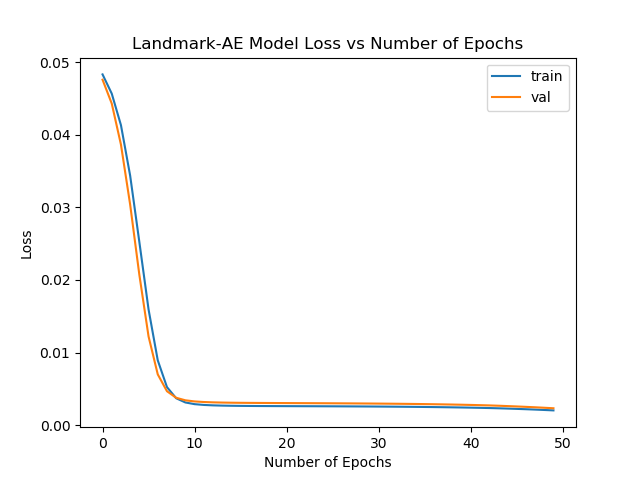 Landmark-AE Model Loss vs Number of Epochs
train
val
0.05
0.04
0.03
0.02
0.01
0.00
Loss
0 10 20 30 40 50
Number of Epochs